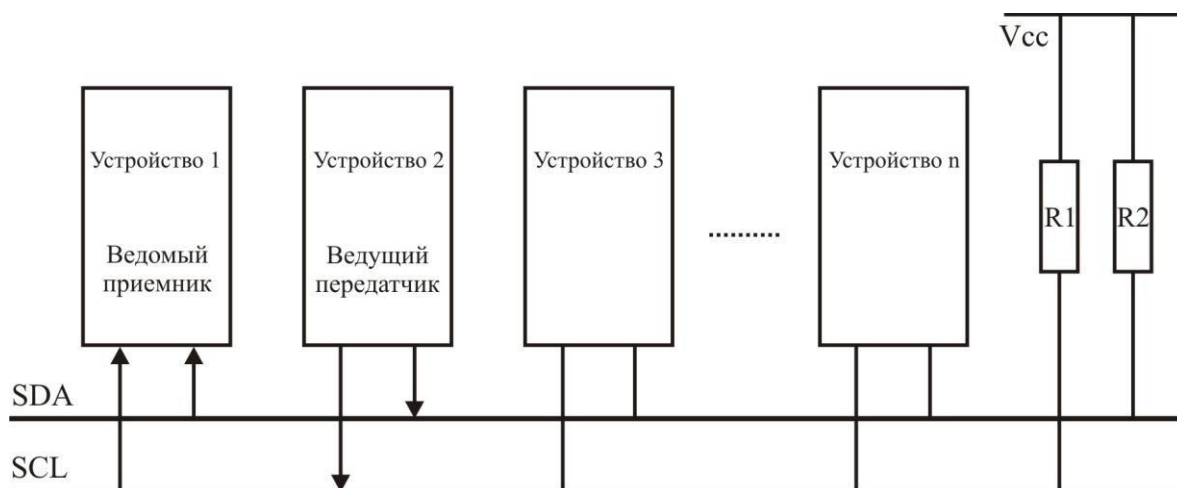 Vcc
Устройство 1
Устройство 2
Устройство 3
Устройство n
R1
R2
Ведомый
приемник
Ведущий
передатчик
SDA
SCL